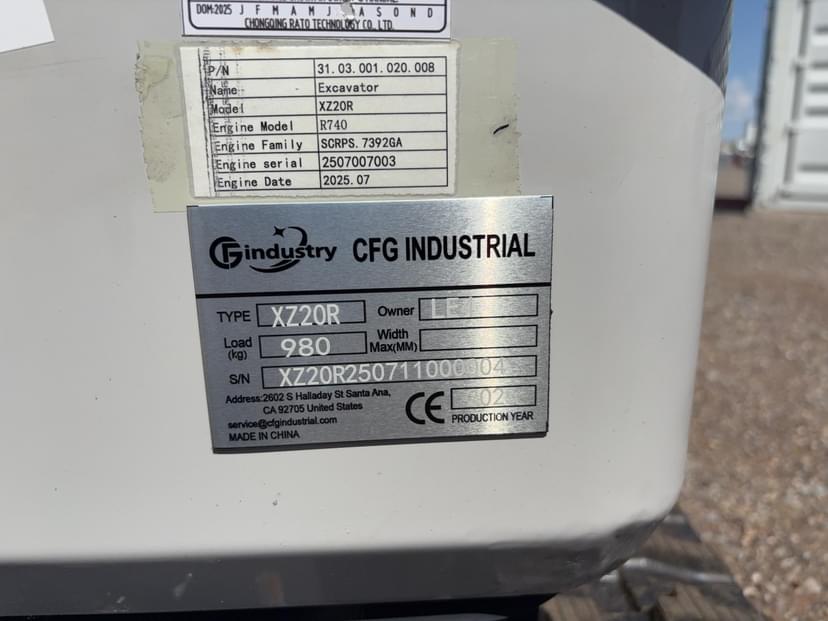 DOM:2025 J F M A M J J A S O N D
CHONGQING RATO TECHNOLOGY CO., LTD.
P/N 31.03.001.020.008
Name Excavator
Model XZ20R
Engine Model R740
Engine Family SCRPS.7392GA
Engine serial 2507007003
Engine Date 2025.07
CFG industry CFG INDUSTRIAL
TYPE XZ20R Owner
Load (kg) 980 Width Max(MM)
S/N
Address:2602 S Halladay St Santa Ana,
CA 92705 United States
service@cfgindustrial.com
MADE IN CHINA
CE
PRODUCTION YEAR